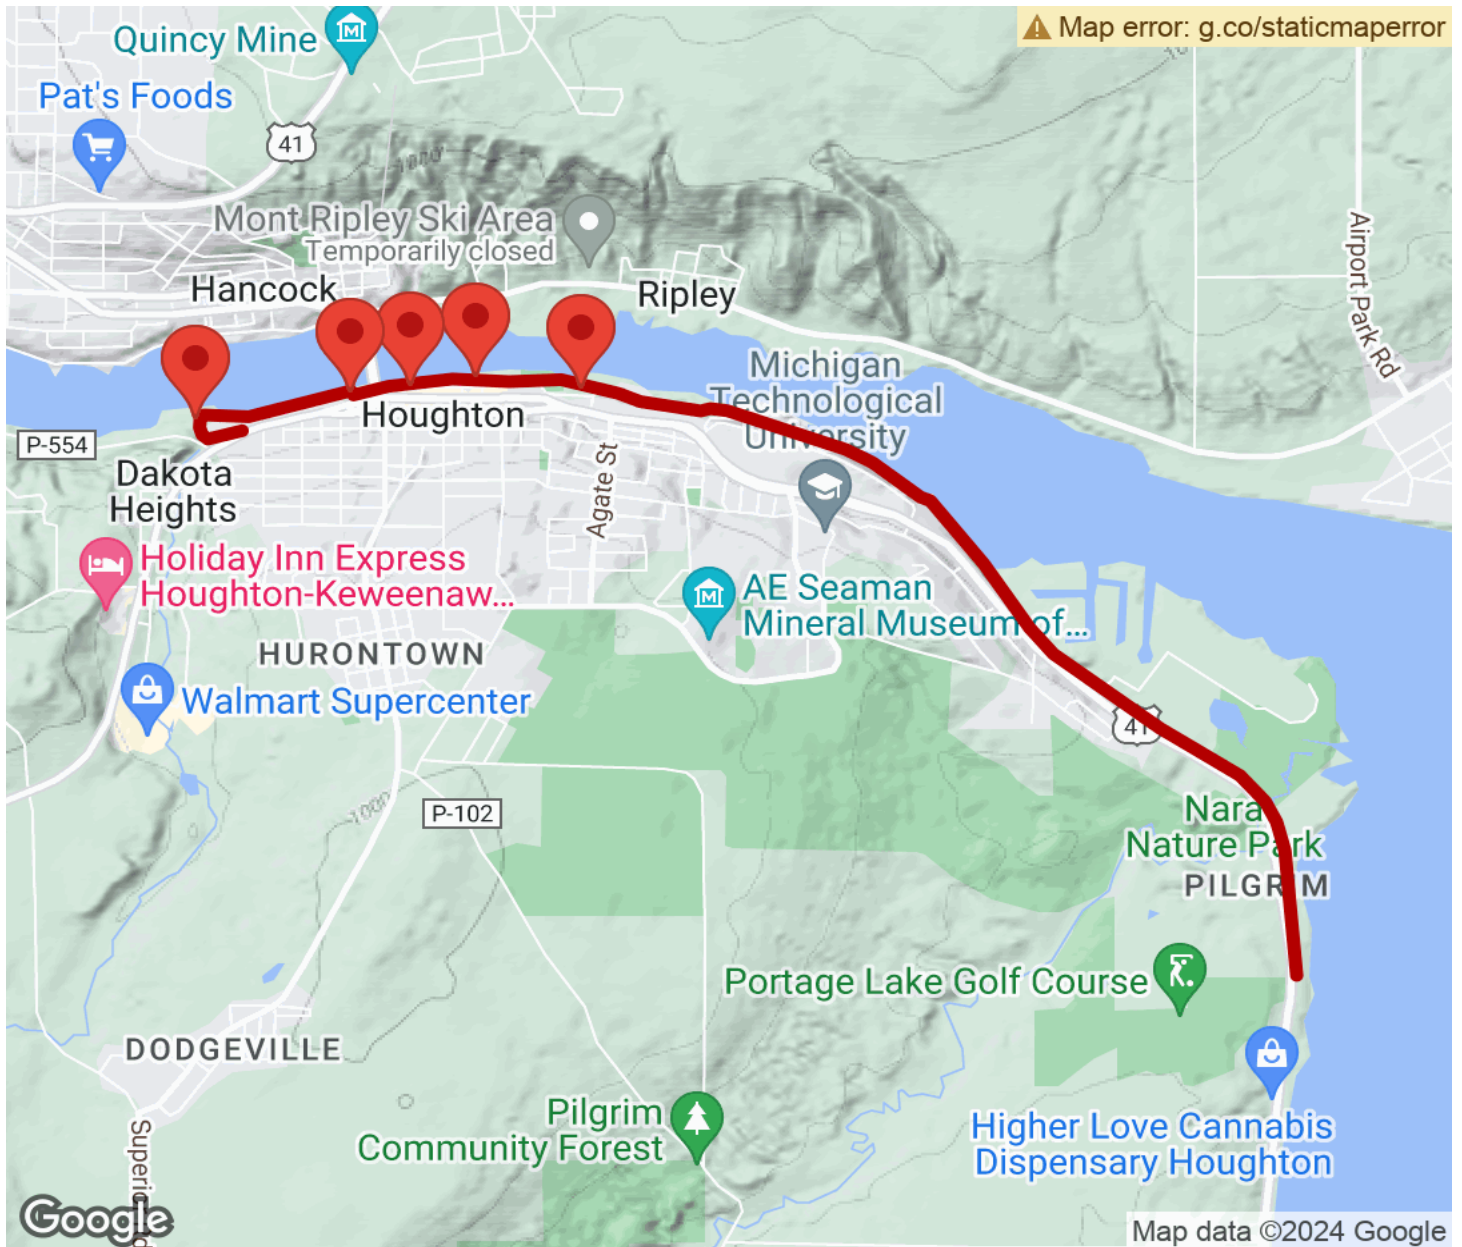 Map error: g.co/staticmaperror
Quincy Mine
Pat's Foods
41
1000
Mont Ripley Ski Area
Temporarily closed
Airport Park Rd
Hancock
Ripley
Michigan
Technological
University
Houghton
P-554
Dakota
Heights
Agate St
Holiday Inn Express
Houghton-Keweenaw...
AE Seaman
Mineral Museum of...
HURONTOWN
Walmart Supercenter
41
1000
P-102
Nara
Nature Park
PILGRIM
Portage Lake Golf Course
DODGEVILLE
Pilgrim
Community Forest
Higher Love Cannabis
Dispensary Houghton
Google
Map data ©2024 Google